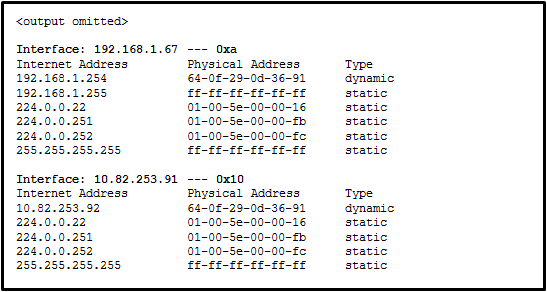 <output omitted>
Interface: 192.168.1.67 --- 0xa
Internet Address Physical Address Type
192.168.1.254 64-0f-29-0d-36-91 dynamic
192.168.1.255 ff-ff-ff-ff-ff-ff static
224.0.0.22 01-00-5e-00-00-16 static
224.0.0.251 01-00-5e-00-00-fb static
224.0.0.252 01-00-5e-00-00-fc static
255.255.255.255 ff-ff-ff-ff-ff-ff static
Interface: 10.82.253.91 --- 0x10
Internet Address Physical Address Type
10.82.253.92 64-0f-29-0d-36-91 dynamic
224.0.0.22 01-00-5e-00-00-16 static
224.0.0.251 01-00-5e-00-00-fb static
224.0.0.252 01-00-5e-00-00-fc static
255.255.255.255 ff-ff-ff-ff-ff-ff static